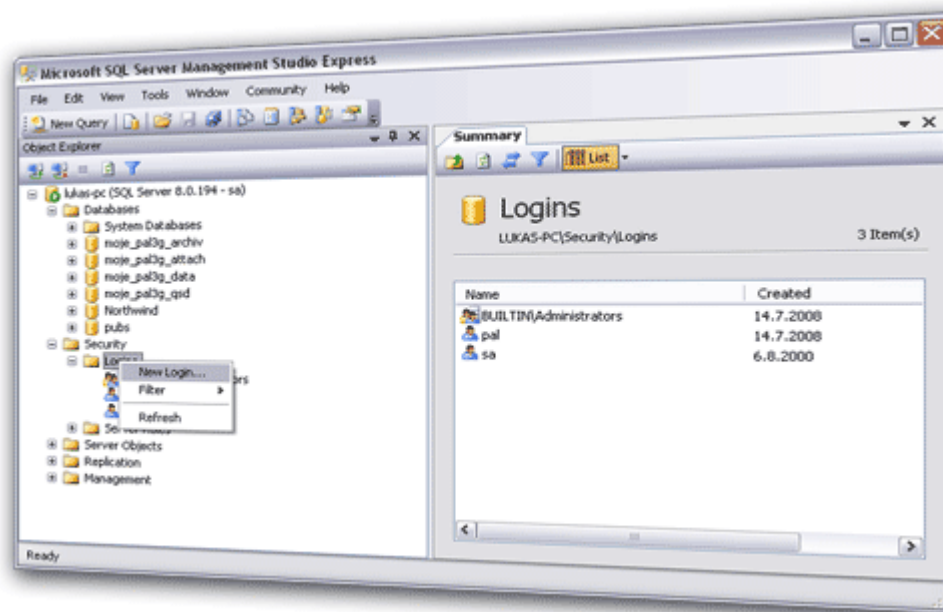 Microsoft SQL Server Management Studio Express
File Edit View Tools Window Community Help
New Query
Object Explorer
lukas-pc (SQL Server 8.0.194 - sa)
Databases
System Databases
moje_pal3g_archiv
moje_pal3g_attach
moje_pal3g_data
moje_pal3g_qsd
Northwind
pubs
Security
Logins
New Login...
Filter
Refresh
Server Objects
Replication
Management
Ready
Summary
List
Logins
LUKAS-PC\Security\Logins
3 Item(s)
Name Created
BUILTIN\Administrators 14.7.2008
pal 14.7.2008
sa 6.8.2000